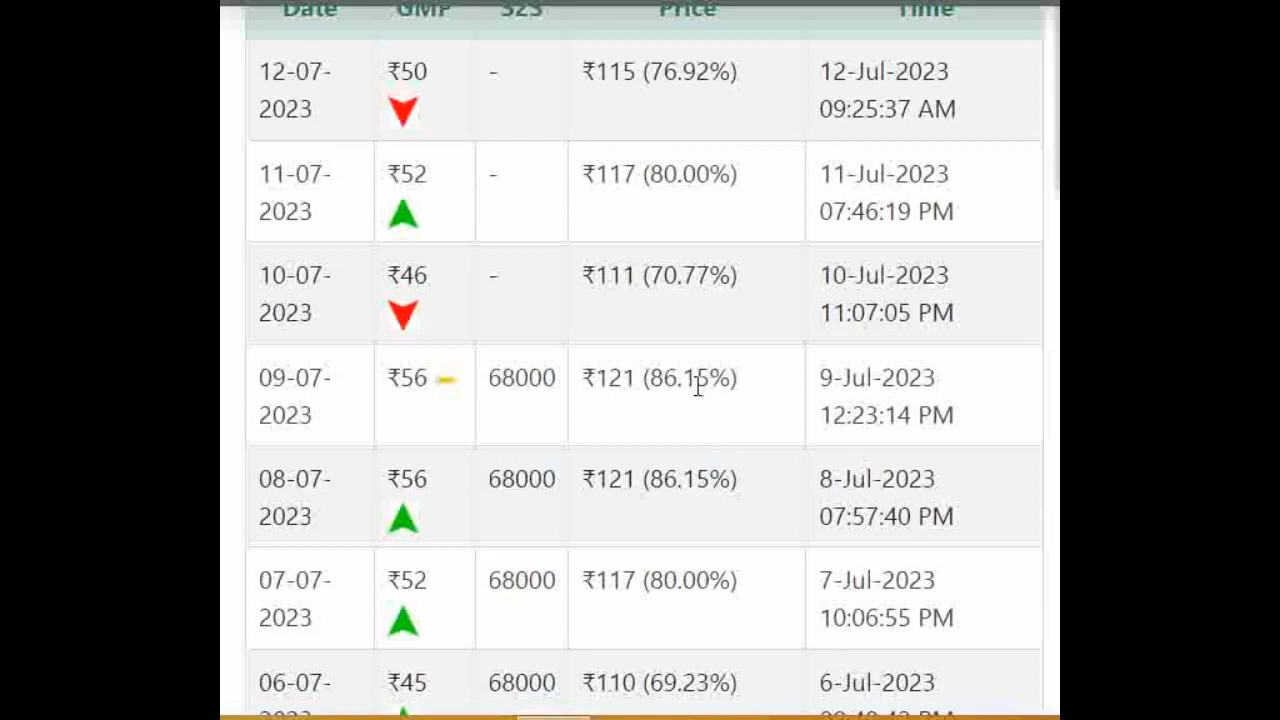 Date GMP S2S Price Time
12-07- ₹50 - ₹115 (76.92%) 12-Jul-2023
2023 09:25:37 AM
11-07- ₹52 - ₹117 (80.00%) 11-Jul-2023
2023 07:46:19 PM
10-07- ₹46 - ₹111 (70.77%) 10-Jul-2023
2023 11:07:05 PM
09-07- ₹56 68000 ₹121 (86.15%) 9-Jul-2023
2023 12:23:14 PM
08-07- ₹56 68000 ₹121 (86.15%) 8-Jul-2023
2023 07:57:40 PM
07-07- ₹52 68000 ₹117 (80.00%) 7-Jul-2023
2023 10:06:55 PM
06-07- ₹45 68000 ₹110 (69.23%) 6-Jul-2023